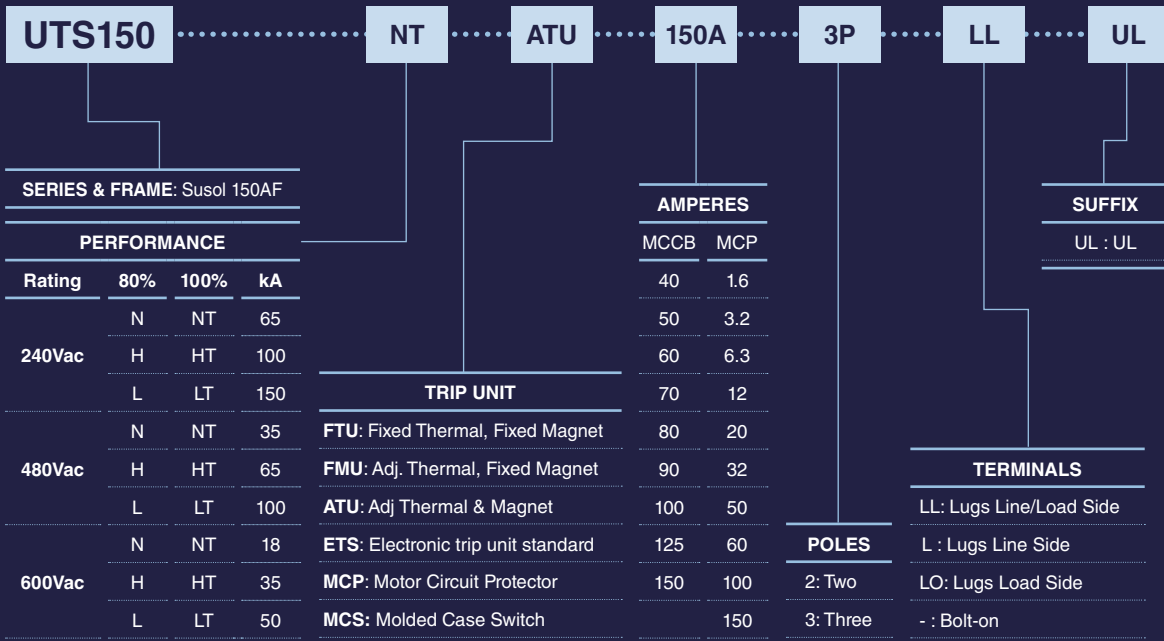 UTS150 NT ATU 150A 3P LL UL
SERIES & FRAME: Susol 150AF
PERFORMANCE
Rating 80% 100% kA
240Vac
N NT 65
H HT 100
L LT 150
480Vac
N NT 35
H HT 65
L LT 100
600Vac
N NT 18
H HT 35
L LT 50
TRIP UNIT
FTU: Fixed Thermal, Fixed Magnet
FMU: Adj. Thermal, Fixed Magnet
ATU: Adj Thermal & Magnet
ETS: Electronic trip unit standard
MCP: Motor Circuit Protector
MCS: Molded Case Switch
AMPERES
MCCB MCP
40 1.6
50 3.2
60 6.3
70 12
80 20
90 32
100 50
125 60
150 100
150
POLES
2: Two
3: Three
TERMINALS
LL: Lugs Line/Load Side
L : Lugs Line Side
LO: Lugs Load Side
- : Bolt-on
SUFFIX
UL : UL